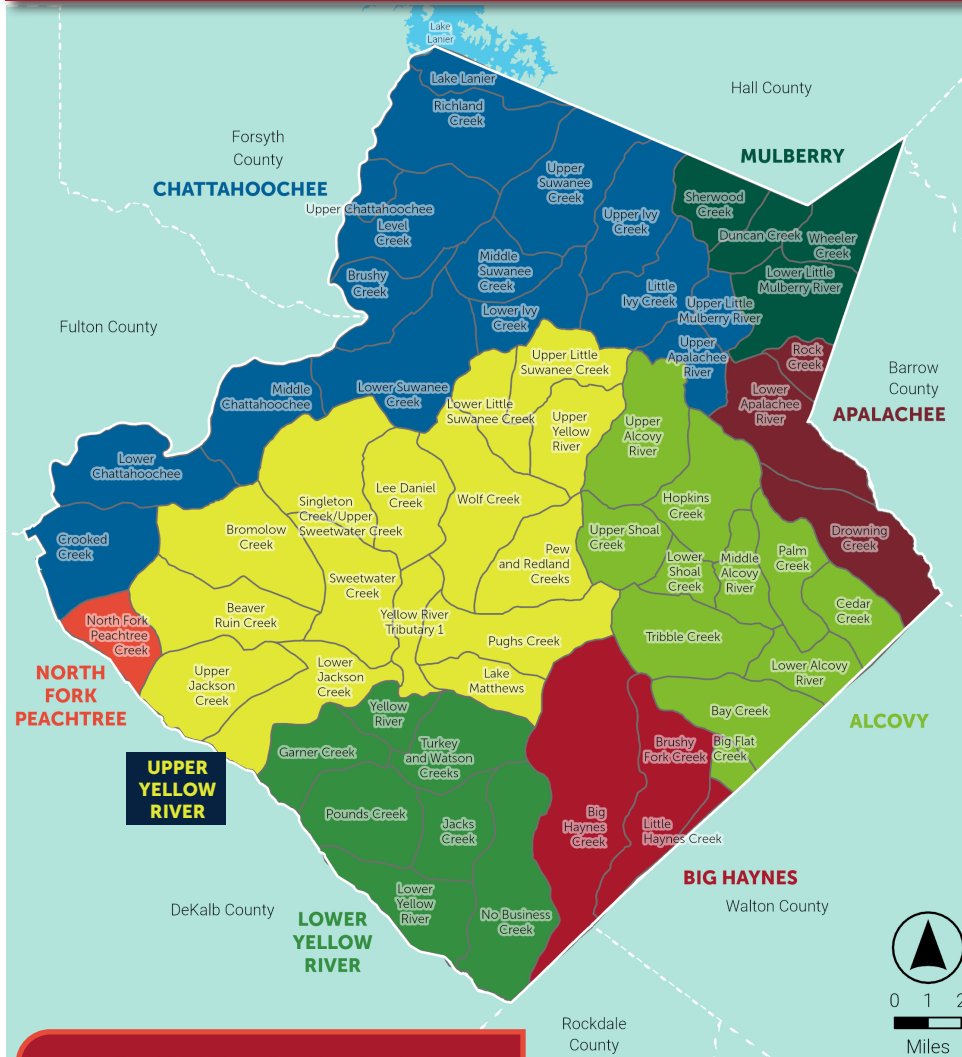 Lake
Lanier
Hall County
Forsyth
County
CHATTAHOOCHEE
MULBERRY
Lake Lanier
Richland
Creek
Upper
Suwanee
Creek
Upper Ivy
Creek
Sherwood
Creek
Duncan Creek
Wheeler
Creek
Lower Little
Mulberry River
Upper Chattahoochee
Level
Creek
Brushy
Creek
Middle
Suwanee
Creek
Lower Ivy
Creek
Little
Ivy Creek
Upper Little
Mulberry River
Upper
Apalachee
River
Rock
Creek
Lower
Apalachee
River
Fulton County
Barrow
County
APALACHEE
Middle
Chattahoochee
Lower Suwanee
Creek
Upper Little
Suwanee Creek
Lower Little
Suwanee Creek
Upper
Yellow
River
Upper
Alcovy
River
Lower
Chattahoochee
Crooked
Creek
Bromolow
Creek
Singleton
Creek/Upper
Sweetwater Creek
Lee Daniel
Creek
Wolf Creek
Hopkins
Creek
Drowning
Creek
Upper Shoal
Creek
Pew
and Redland
Creeks
Lower
Shoal
Creek
Middle
Alcovy
River
Palm
Creek
Cedar
Creek
Sweetwater
Creek
Beaver
Ruin Creek
Yellow River
Tributary 1
Pughs Creek
Tribble Creek
Lower Alcovy
River
North Fork
Peachtree
Creek
NORTH
FORK
PEACHTREE
Upper
Jackson
Creek
Lower
Jackson
Creek
Lake
Matthews
Bay Creek
ALCOVY
Yellow
River
Garner Creek
Turkey
and Watson
Creeks
Brushy
Fork Creek
Big Flat
Creek
UPPER
YELLOW
RIVER
Pounds Creek
Jacks
Creek
Big
Haynes
Creek
Little
Haynes Creek
BIG HAYNES
Walton County
DeKalb County
LOWER
YELLOW
RIVER
Lower
Yellow
River
No Business
Creek
Rockdale
County
0 1 2
Miles